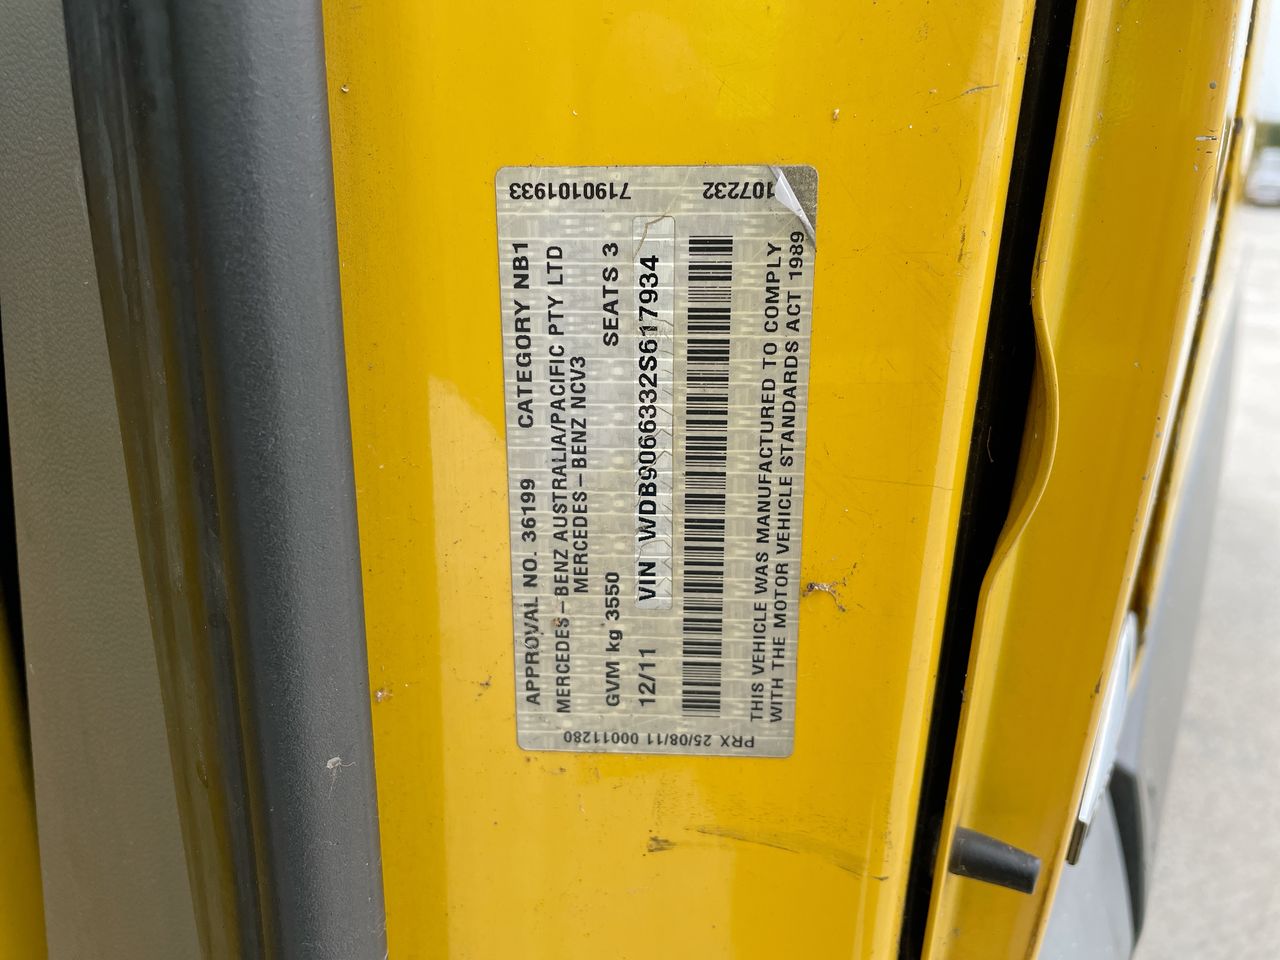 7190101933 107232
APPROVAL NO. 36199 CATEGORY NB1
MERCEDES-BENZ AUSTRALIA/PACIFIC PTY LTD
MERCEDES-BENZ NCV3
GVM kg 3550 SEATS 3
12/11 VIN WDB9066332S617934
THIS VEHICLE WAS MANUFACTURED TO COMPLY
WITH THE MOTOR VEHICLE STANDARDS ACT 1989
PRX 25/08/11 00011280